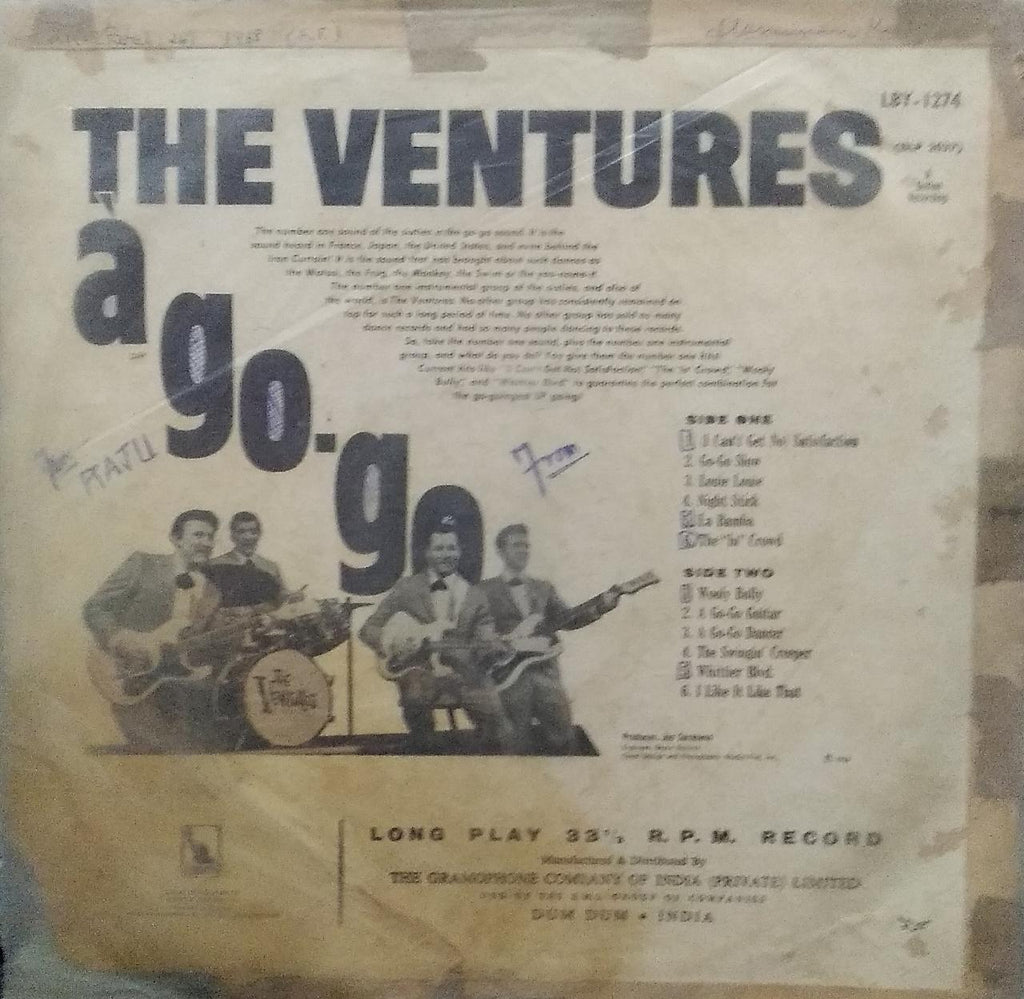 1968
LBY-1274
THE VENTURES
à
go-go
The number one sound of the sixties is the go-go sound. It is the
sound heard in France, Japan, the United States, and even behind the
Iron Curtain! It is the sound that has brought about such dances as
the Watusi, the Frug, the Monkey, the Swim or the you-name-it.
The number one instrumental group of the sixties, and also of
the world, is The Ventures. No other group has consistently remained on
top for such a long period of time. No other group has sold so many
dance records and had so many people dancing to these records.
So, take the number one sound, plus the number one instrumental
group, and what do you do? You give them the number one hits!
Current hits like "I Can't Get No Satisfaction" "The 'In' Crowd," "Wooly
Bully", and "Whittier Blvd" to guarantee the perfect combination for
the go-goingest LP going!
RAJU
From
SIDE ONE
1. I Can't Get No Satisfaction
2. Go-Go Slow
3. Louie Louie
4. Night Stick
5. La Bamba
6. The "In" Crowd
SIDE TWO
1. Wooly Bully
2. A Go-Go Guitar
3. A Go-Go Dancer
4. The Swingin' Creeper
5. Whittier Blvd.
6. I Like It Like That
The
Ventures
LONG PLAY 33⅓ R.P.M. RECORD
Manufactured & Distributed By
THE GRAMOPHONE COMPANY OF INDIA (PRIVATE) LIMITED
ONE OF THE E.M.I. GROUP OF COMPANIES
DUM DUM • INDIA